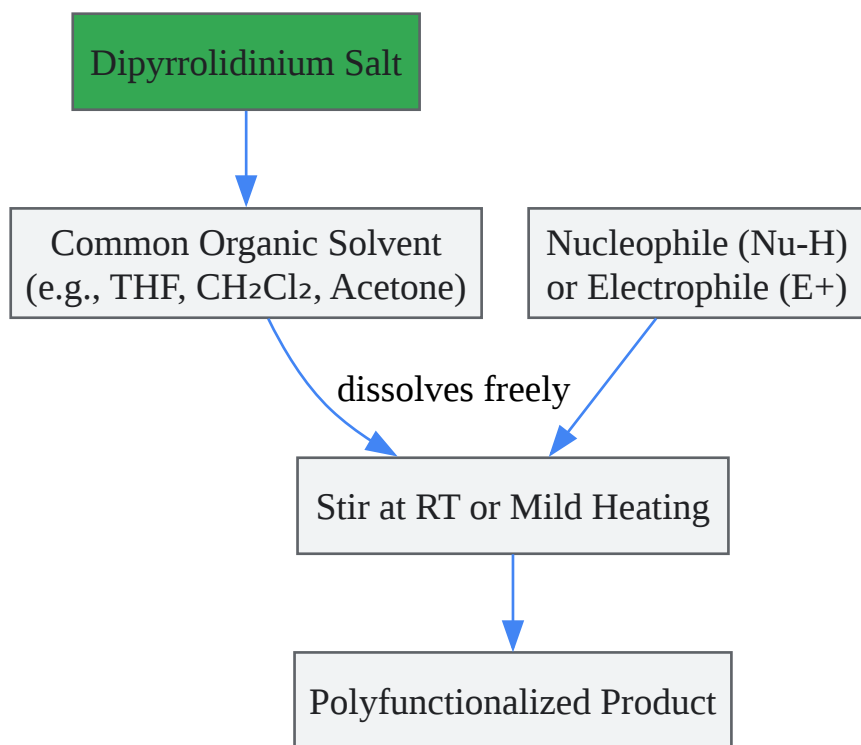 Dipyrrolidinium Salt
Common Organic Solvent
(e.g., THF, CH₂Cl₂, Acetone)
Nucleophile (Nu-H)
or Electrophile (E+)
dissolves freely
Stir at RT or Mild Heating
Polyfunctionalized Product